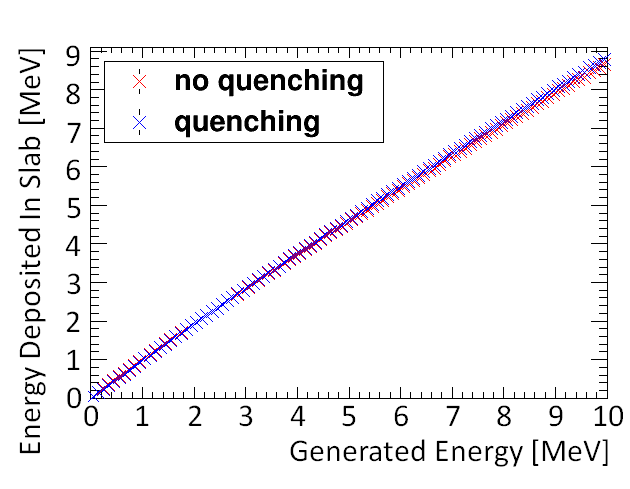 Energy Deposited In Slab [MeV]
9
8
7
6
5
4
3
2
1
0
no quenching
quenching
0 1 2 3 4 5 6 7 8 9 10
Generated Energy [MeV]